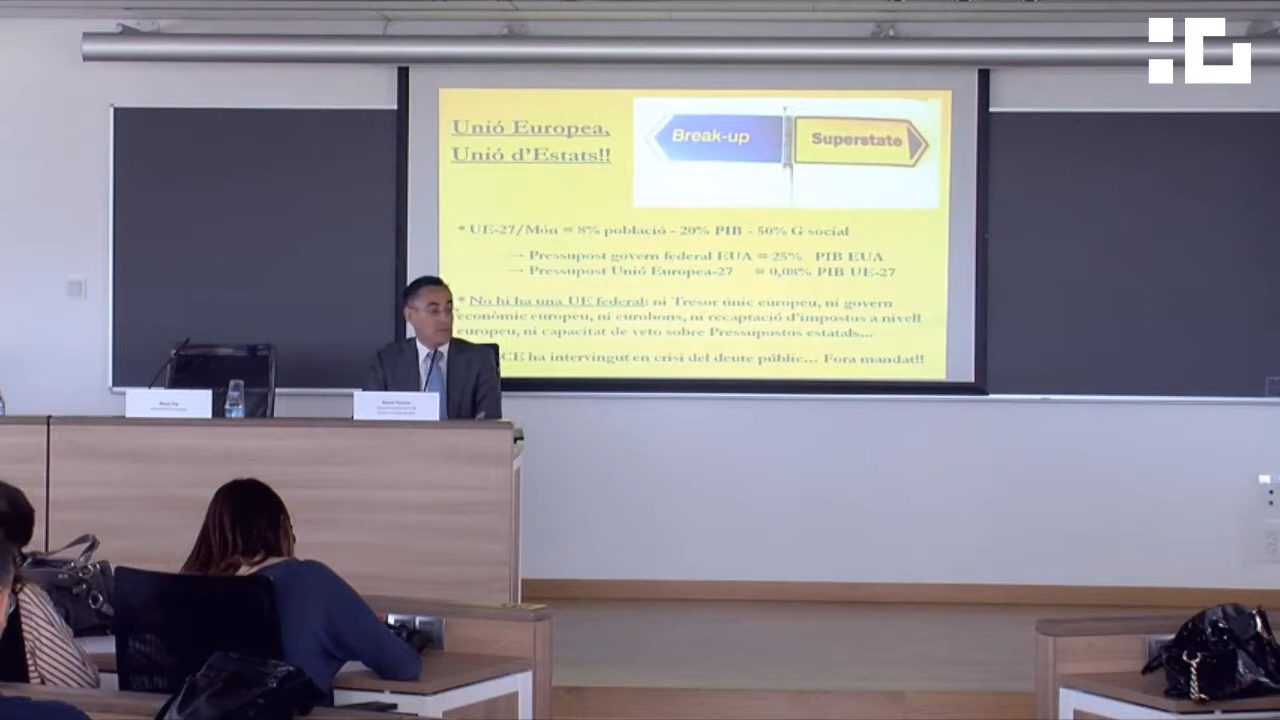 Unió Europea,
Unió d'Estats!!
Break-up
Superstate
* UE-27/Món = 8% població - 20% PIB - 50% G social
→ Pressupost govern federal EUA = 25% PIB EUA
→ Pressupost Unió Europea-27 = 0,08% PIB UE-27
* No hi ha una UE federal: ni Tresor únic europeu, ni govern
econòmic europeu, ni eurobons, ni recaptació d'impostos a nivell
europeu, ni capacitat de veto sobre Pressupostos estatals...
CE ha intervingut en crisi del deute públic... Fora mandat!!